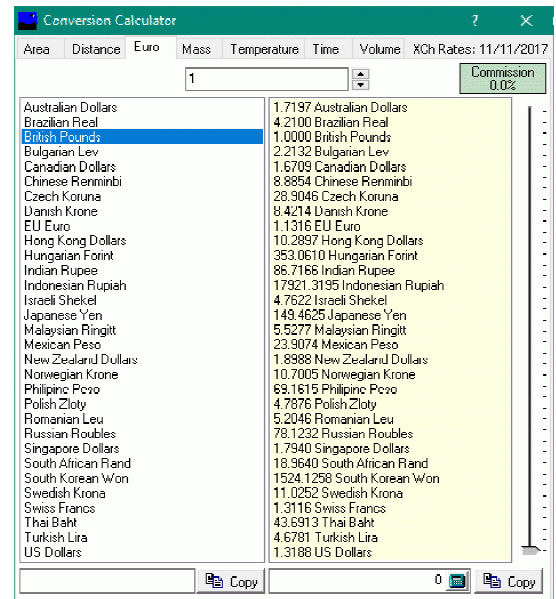 Conversion Calculator ? ×
Area Distance Euro Mass Temperature Time Volume XCh Rates: 11/11/2017
1
Commission
0.0%
Australian Dollars
Brazilian Real
British Pounds
Bulgarian Lev
Canadian Dollars
Chinese Renminbi
Czech Koruna
Danish Krone
EU Euro
Hong Kong Dollars
Hungarian Forint
Indian Rupee
Indonesian Rupiah
Israeli Shekel
Japanese Yen
Malaysian Ringitt
Mexican Peso
New Zealand Dollars
Norwegian Krone
Philipine Peso
Polish Zloty
Romanian Leu
Russian Roubles
Singapore Dollars
South African Rand
South Korean Won
Swedish Krona
Swiss Francs
Thai Baht
Turkish Lira
US Dollars
1.7197 Australian Dollars
4.2100 Brazilian Real
1.0000 British Pounds
2.2132 Bulgarian Lev
1.6709 Canadian Dollars
8.8854 Chinese Renminbi
28.9046 Czech Koruna
8.4214 Danish Krone
1.1316 EU Euro
10.2897 Hong Kong Dollars
353.0610 Hungarian Forint
86.7166 Indian Rupee
17921.3195 Indonesian Rupiah
4.7622 Israeli Shekel
149.4625 Japanese Yen
5.5277 Malaysian Ringitt
23.9074 Mexican Peso
1.8988 New Zealand Dollars
10.7005 Norwegian Krone
69.1615 Philipine Peso
4.7876 Polish Zloty
5.2046 Romanian Leu
78.1232 Russian Roubles
1.7940 Singapore Dollars
18.9640 South African Rand
1524.1258 South Korean Won
11.0252 Swedish Krona
1.3116 Swiss Francs
43.6913 Thai Baht
4.6781 Turkish Lira
1.3188 US Dollars
Copy
0
Copy